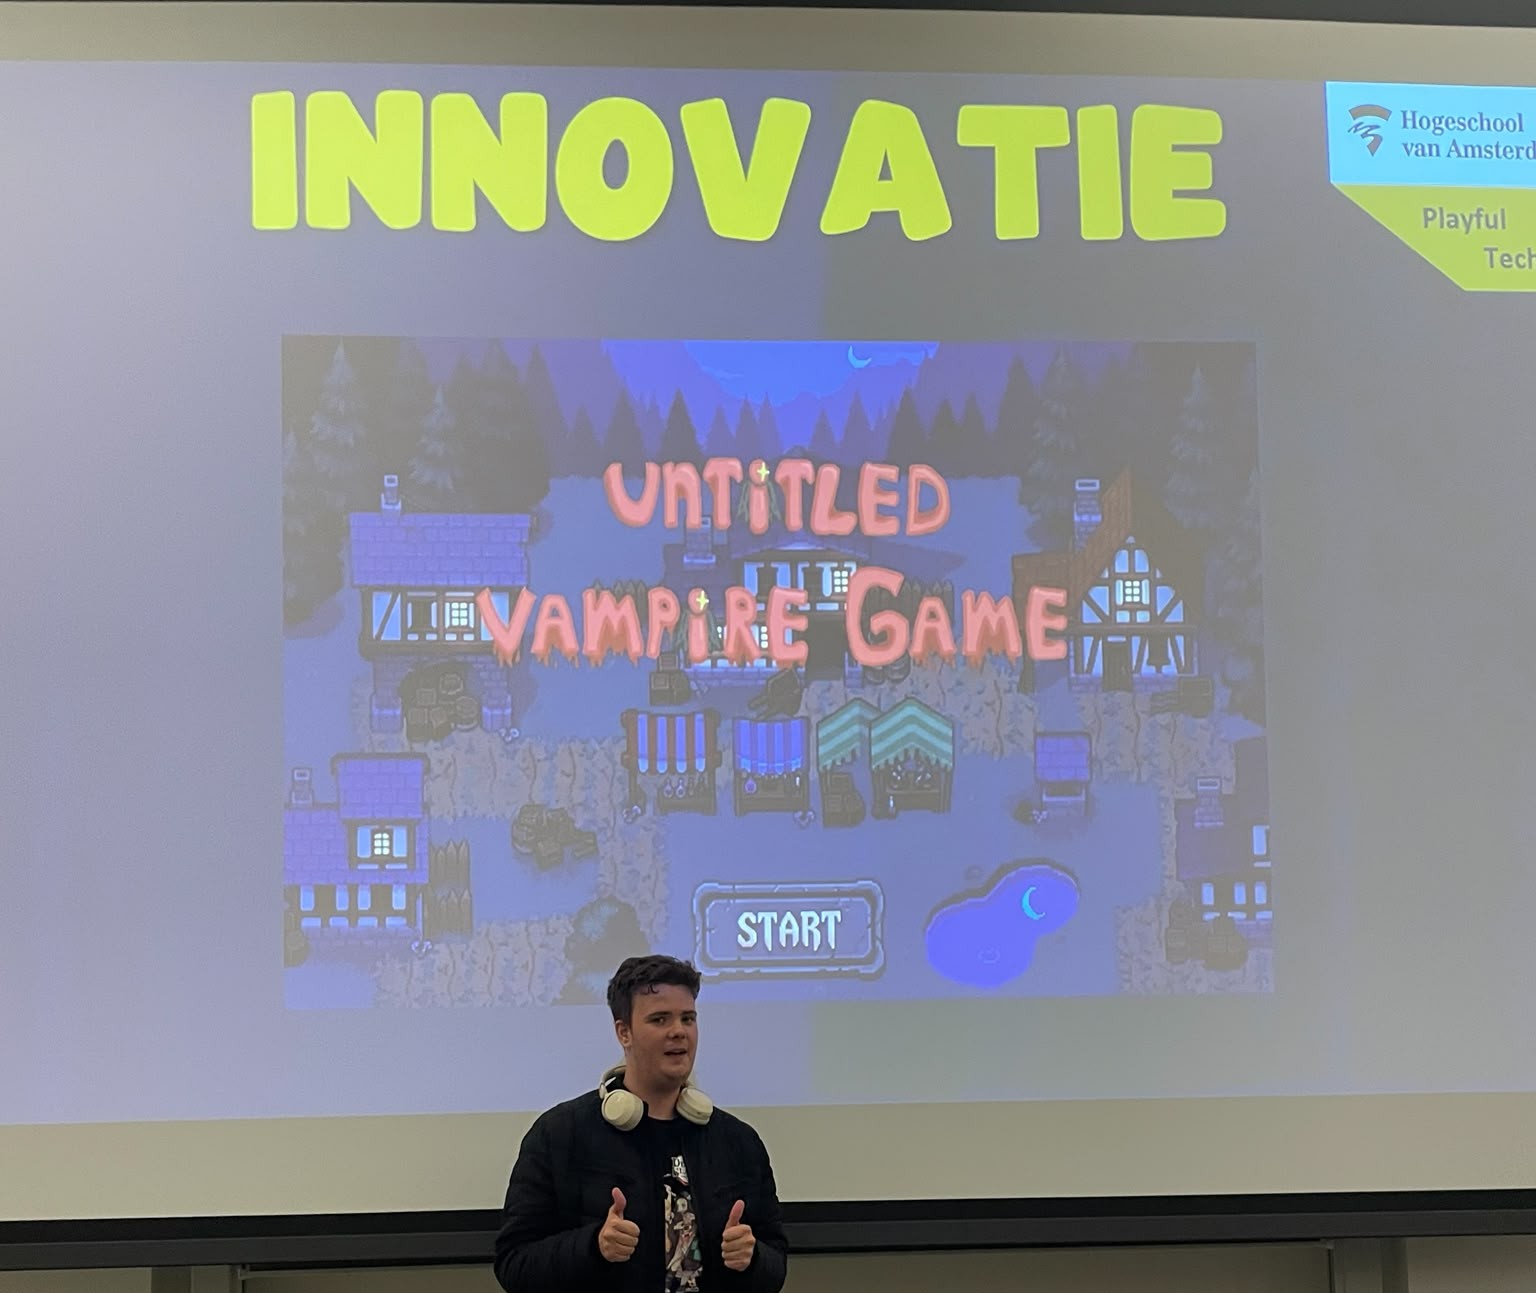 INNOVATIE
Hogeschool
van Amsterd
Playful
Tech
UNTiTLED
VAMPiRE GAME
START